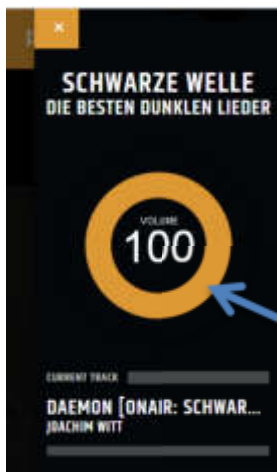 SCHWARZE WELLE
DIE BESTEN DUNKLEN LIEDER
VOLUME
100
CURRENT TRACK
DAEMON [ONAIR: SCHWAR...
JOACHIM WITT